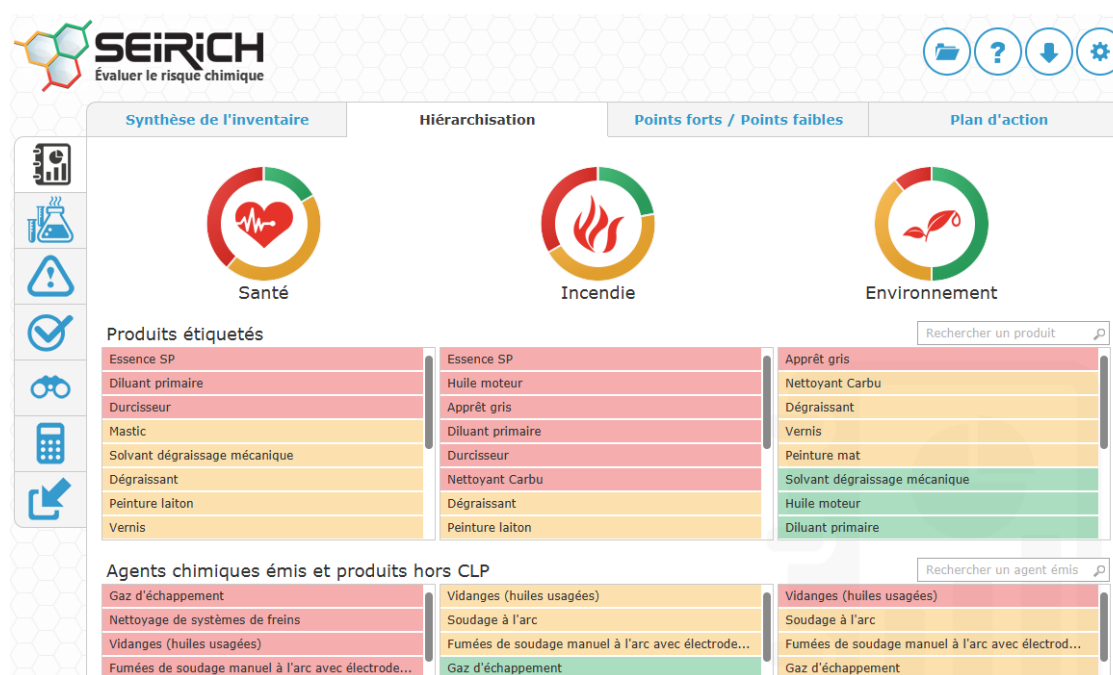 SEiRiCH
Évaluer le risque chimique
?
Synthèse de l'inventaire
Hiérarchisation
Points forts / Points faibles
Plan d'action
Santé
Incendie
Environnement
Produits étiquetés
Rechercher un produit
Essence SP
Diluant primaire
Durcisseur
Mastic
Solvant dégraissage mécanique
Dégraissant
Peinture laiton
Vernis
Essence SP
Huile moteur
Apprêt gris
Diluant primaire
Durcisseur
Nettoyant Carbu
Dégraissant
Peinture laiton
Apprêt gris
Nettoyant Carbu
Dégraissant
Vernis
Peinture mat
Solvant dégraissage mécanique
Huile moteur
Diluant primaire
Agents chimiques émis et produits hors CLP
Rechercher un agent émis
Gaz d'échappement
Nettoyage de systèmes de freins
Vidanges (huiles usagées)
Fumées de soudage manuel à l'arc avec électrode...
Vidanges (huiles usagées)
Soudage à l'arc
Fumées de soudage manuel à l'arc avec électrode...
Gaz d'échappement
Vidanges (huiles usagées)
Soudage à l'arc
Fumées de soudage manuel à l'arc avec électrod...
Gaz d'échappement